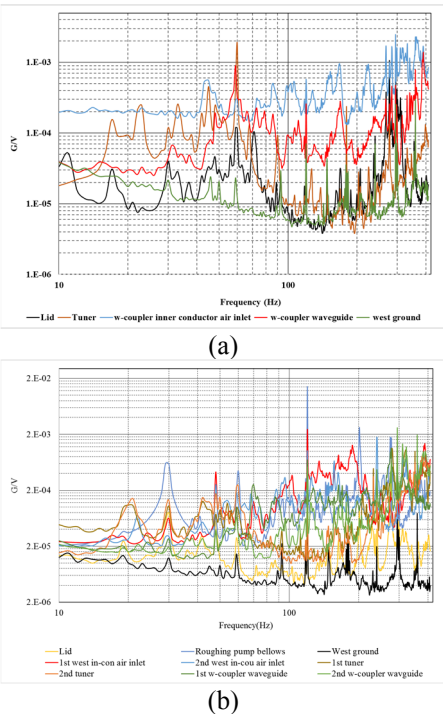 1.E-03
1.E-04
G/V
1.E-05
1.E-06
10
100
Frequency (Hz)
Lid
Tuner
w-coupler inner conductor air inlet
w-coupler waveguide
west ground
(a)
2.E-02
2.E-03
G/V
2.E-04
2.E-05
2.E-06
10
100
Frequency(Hz)
Lid
Roughing pump bellows
West ground
1st west in-con air inlet
2nd west in-cou air inlet
1st tuner
2nd tuner
1st w-coupler waveguide
2nd w-coupler wavguide
(b)